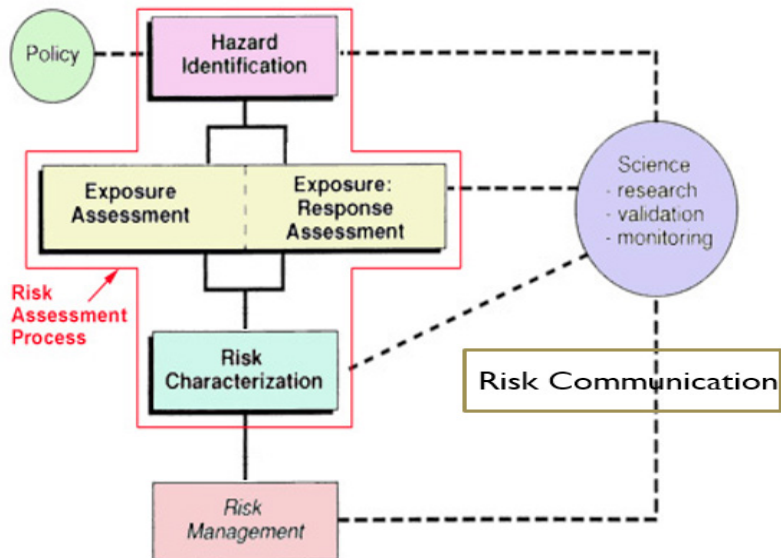 Policy
Hazard
Identification
Exposure
Assessment
Exposure:
Response
Assessment
Science
- research
- validation
- monitoring
Risk
Assessment
Process
Risk
Characterization
Risk Communication
Risk
Management